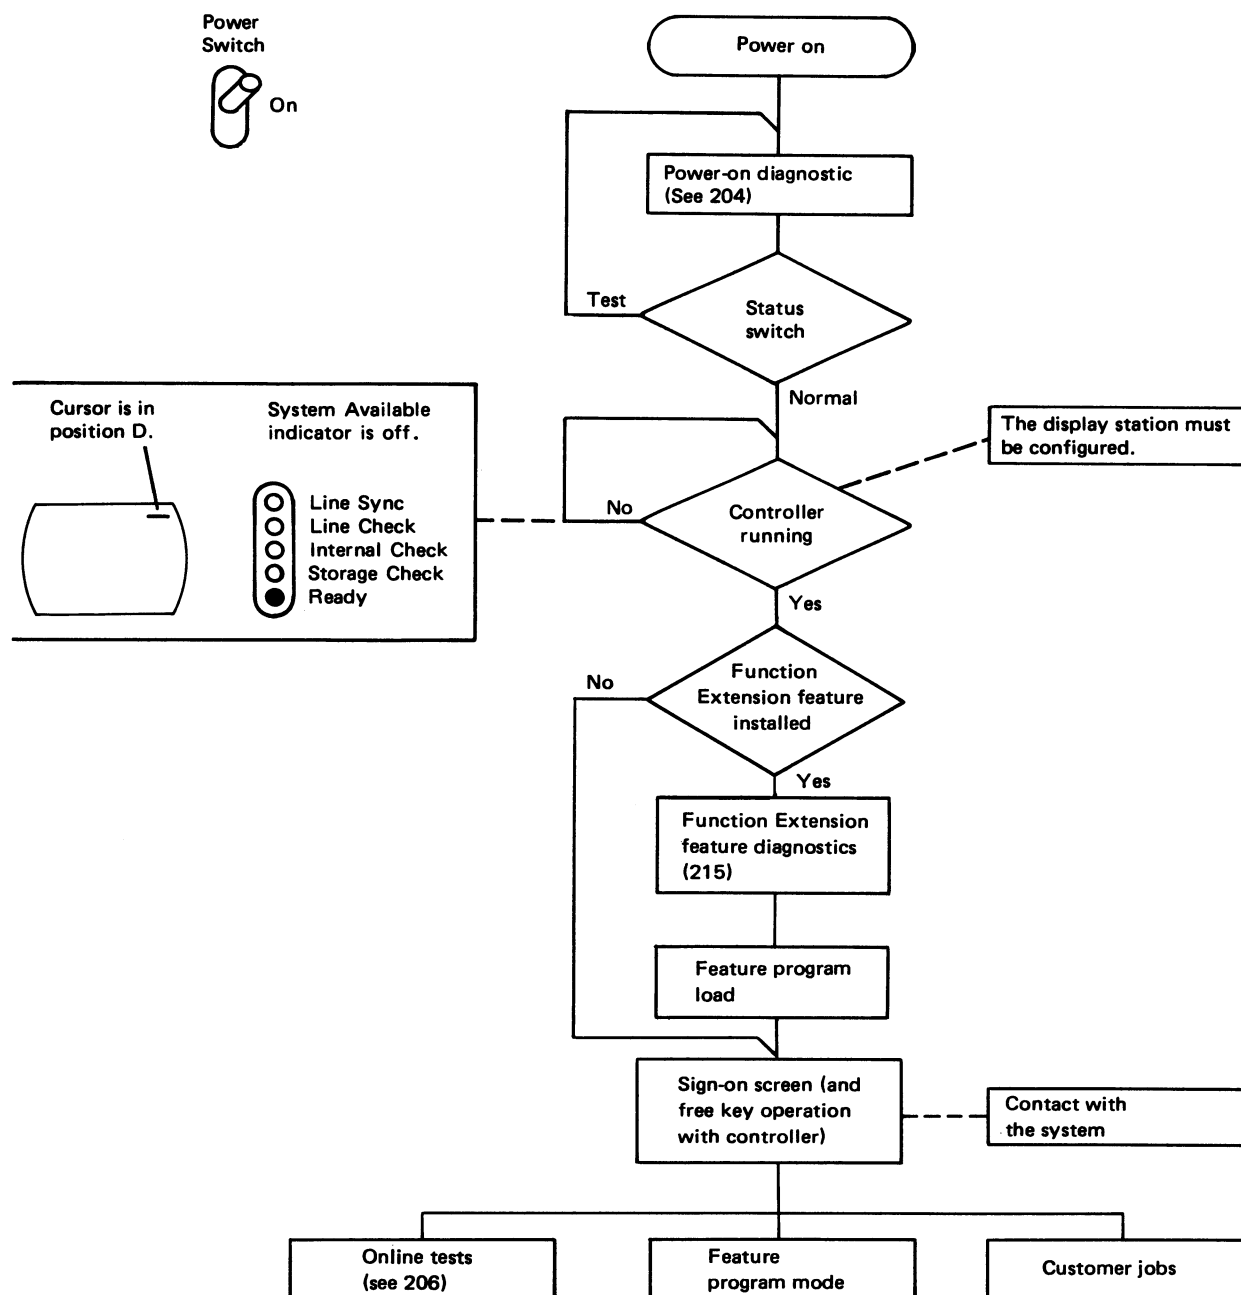 Power
Switch
On
Power on
Power-on diagnostic
(See 204)
Test
Status
switch
Normal
Cursor is in
position D.
System Available
indicator is off.
Line Sync
Line Check
Internal Check
Storage Check
Ready
The display station must
be configured.
No
Controller
running
Yes
No
Function
Extension feature
installed
Yes
Function Extension
feature diagnostics
(215)
Feature program
load
Sign-on screen (and
free key operation
with controller)
Contact with
the system
Online tests
(see 206)
Feature
program mode
Customer jobs